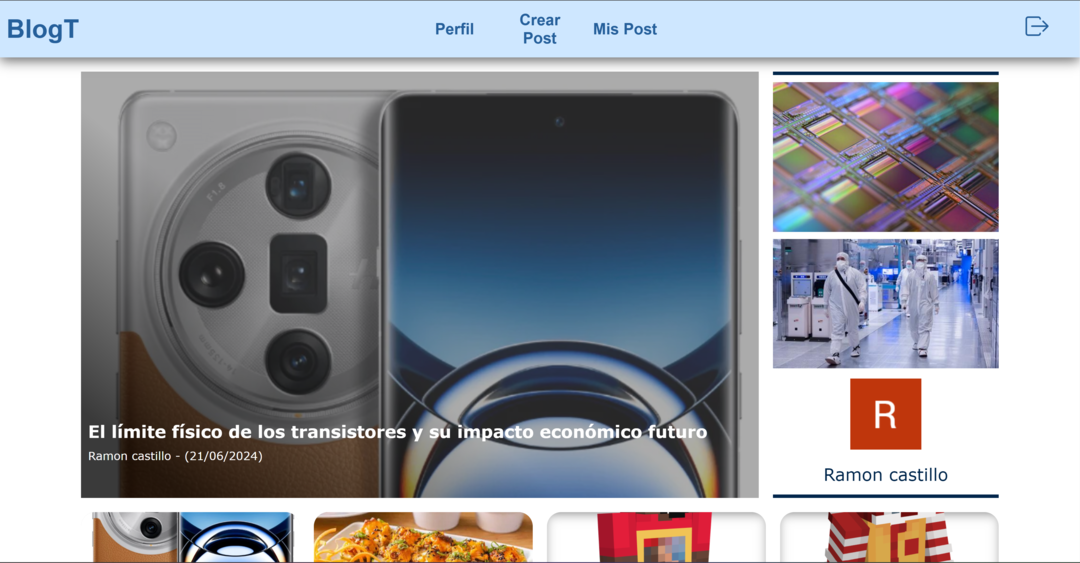 BlogT
Perfil
Crear
Post
Mis Post
El límite físico de los transistores y su impacto económico futuro
Ramon castillo - (21/06/2024)
R
Ramon castillo